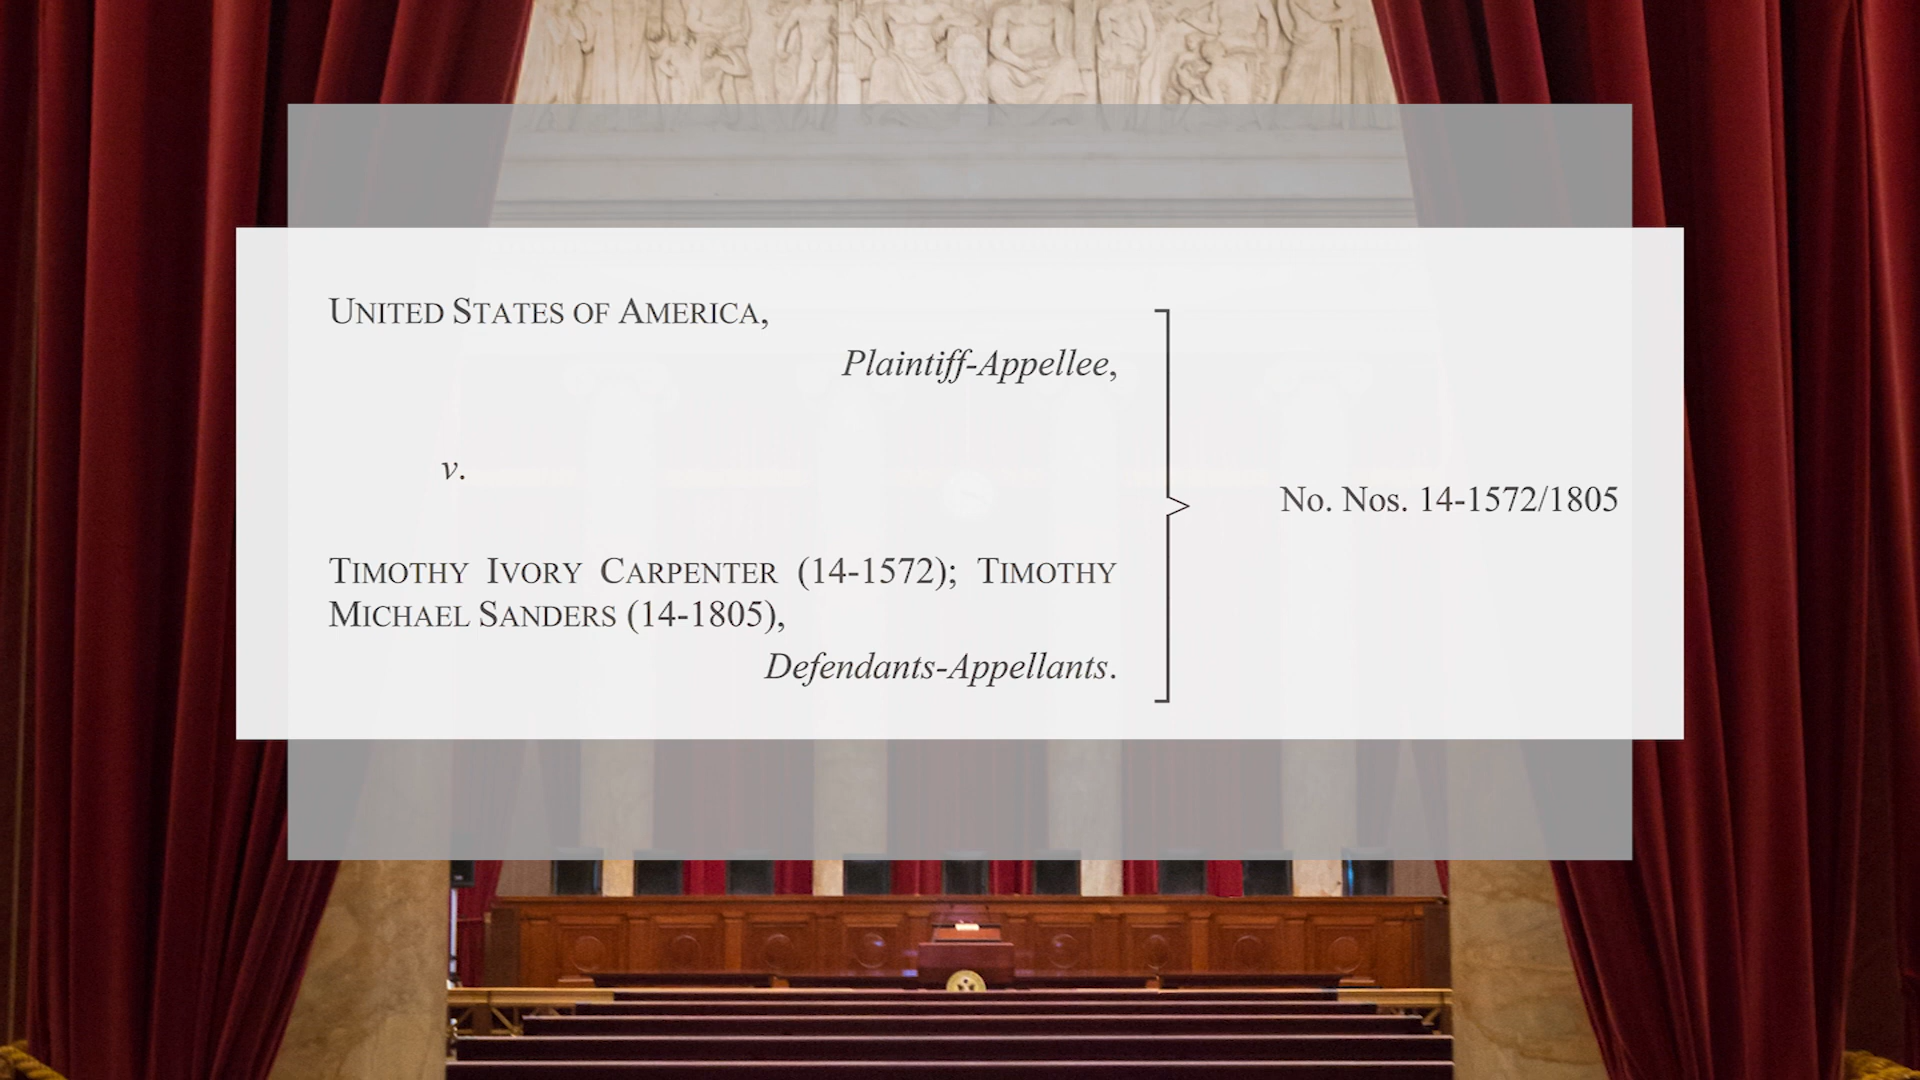 UNITED STATES OF AMERICA,
Plaintiff-Appellee,
v.
No. Nos. 14-1572/1805
TIMOTHY IVORY CARPENTER (14-1572); TIMOTHY
MICHAEL SANDERS (14-1805),
Defendants-Appellants.